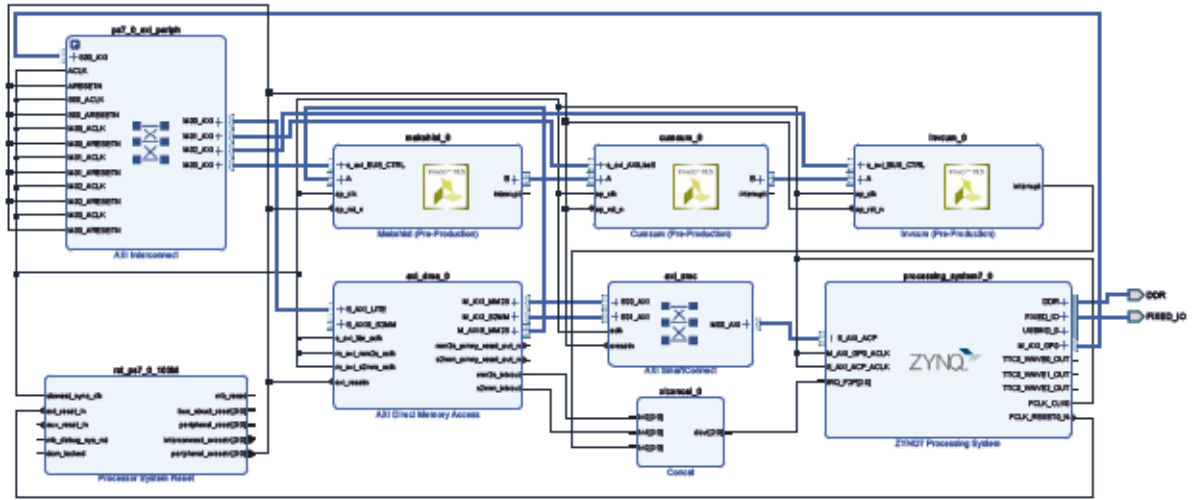 ps7_0_axi_periph
S00_AXI
ACLK
ARESETN
S00_ACLK
S00_ARESETN
M00_ACLK
M00_ARESETN
M01_ACLK
M01_ARESETN
M02_ACLK
M02_ARESETN
M03_ACLK
M03_ARESETN
M00_AXI
M01_AXI
M02_AXI
M03_AXI
AXI Interconnect
makehist_0
s_axi_BUS_CTRL
A
ap_clk
ap_rst_n
B
interrupt
Makehist (Pre-Production)
cumsum_0
s_axi_AXILiteS
A
ap_clk
ap_rst_n
B
interrupt
Cumsum (Pre-Production)
invcum_0
s_axi_BUS_CTRL
A
ap_clk
ap_rst_n
interrupt
Invcum (Pre-Production)
axi_dma_0
S_AXI_LITE
S_AXIS_S2MM
s_axi_lite_aclk
m_axi_mm2s_aclk
m_axi_s2mm_aclk
axi_resetn
M_AXI_MM2S
M_AXI_S2MM
M_AXIS_MM2S
mm2s_prmry_reset_out_n
s2mm_prmry_reset_out_n
mm2s_introut
s2mm_introut
AXI Direct Memory Access
axi_smc
S00_AXI
S01_AXI
aclk
aresetn
M00_AXI
AXI SmartConnect
xlconcat_0
In0[0:0]
In1[0:0]
In2[0:0]
dout[2:0]
Concat
processing_system7_0
S_AXI_ACP
M_AXI_GP0_ACLK
S_AXI_ACP_ACLK
IRQ_F2P[2:0]
ZYNQ
DDR
FIXED_IO
USBIND_0
M_AXI_GP0
TTC0_WAVE0_OUT
TTC0_WAVE1_OUT
TTC0_WAVE2_OUT
FCLK_CLK0
FCLK_RESET0_N
ZYNQ7 Processing System
DDR
FIXED_IO
rst_ps7_0_100M
slowest_sync_clk
ext_reset_in
aux_reset_in
mb_debug_sys_rst
dcm_locked
mb_reset
bus_struct_reset[0:0]
peripheral_reset[0:0]
interconnect_aresetn[0:0]
peripheral_aresetn[0:0]
Processor System Reset